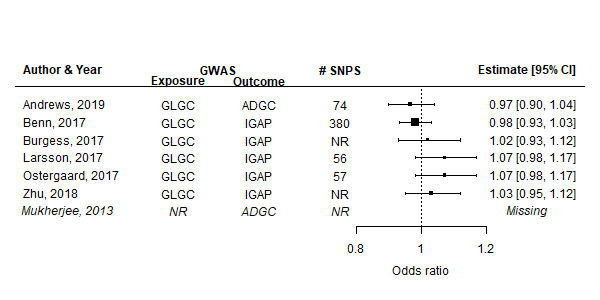 Author & Year GWAS # SNPS Estimate [95% CI]
Exposure Outcome
Andrews, 2019 GLGC ADGC 74 0.97 [0.90, 1.04]
Benn, 2017 GLGC IGAP 380 0.98 [0.93, 1.03]
Burgess, 2017 GLGC IGAP NR 1.02 [0.93, 1.12]
Larsson, 2017 GLGC IGAP 56 1.07 [0.98, 1.17]
Ostergaard, 2017 GLGC IGAP 57 1.07 [0.98, 1.17]
Zhu, 2018 GLGC IGAP NR 1.03 [0.95, 1.12]
Mukherjee, 2013 NR ADGC NR Missing
0.8 1 1.2
Odds ratio